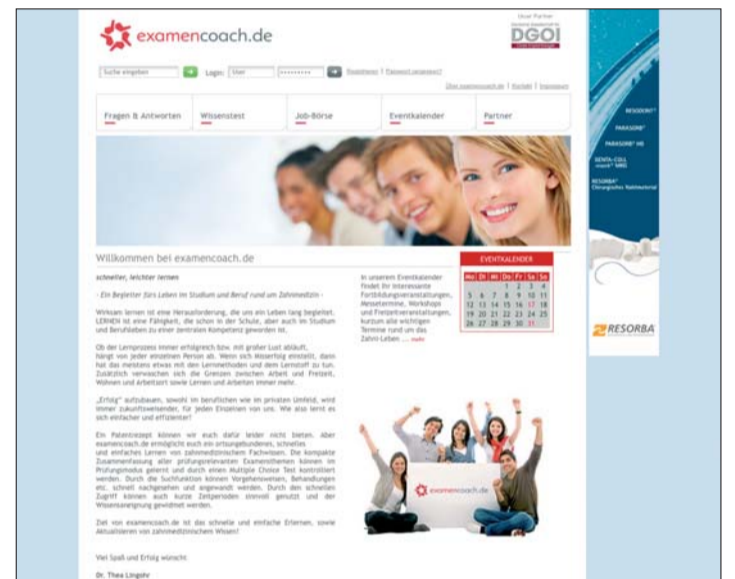 Unser Partner
examencoach.de
DGOI
Suche eingeben
Login:
User
Registrieren | Passwort vergessen?
Über examencoach.de | Kontakt | Impressum
Fragen & Antworten
Wissenstest
Job-Börse
Eventkalender
Partner
RESODONT®
PARASORB®
PARASORB® HD
GENTA-COLL
resorb® MKG
RESORBA®
Chirurgisches Nahtmaterial
RESORBA
Willkommen bei examencoach.de
schneller, leichter lernen
- Ein Begleiter fürs Leben im Studium und Beruf rund um Zahnmedizin -
Wirksam lernen ist eine Herausforderung, die uns ein Leben lang begleitet.
LERNEN ist eine Fähigkeit, die schon in der Schule, aber auch im Studium
und Berufsleben zu einer zentralen Kompetenz geworden ist.
Ob der Lernprozess immer erfolgreich bzw. mit großer Lust abläuft,
hängt von jeder einzelnen Person ab. Wenn sich Misserfolg einstellt, dann
hat das meistens etwas mit den Lernmethoden und dem Lernstoff zu tun.
Zusätzlich verwaschen sich die Grenzen zwischen Arbeit und Freizeit,
Wohnen und Arbeitsort sowie Lernen und Arbeiten immer mehr.
„Erfolg" aufzubauen, sowohl im beruflichen wie im privaten Umfeld, wird
immer zukunftsweisender, für jeden Einzelnen von uns. Wie also lernt es
sich einfacher und effizienter?
Ein Patentrezept können wir euch dafür leider nicht bieten. Aber
examencoach.de ermöglicht euch ein ortsungebundenes, schnelles
und einfaches Lernen von zahnmedizinischem Fachwissen. Die kompakte
Zusammenfassung aller prüfungsrelevanten Examensthemen können im
Prüfungsmodus gelernt und durch einen Multiple Choice Test kontrolliert
werden. Durch die Suchfunktion können Vorgehensweisen, Behandlungen
etc. schnell nachgesehen und angewandt werden. Durch den schnellen
Zugriff können auch kurze Zeitperioden sinnvoll genutzt und der
Wissensaneignung gewidmet werden.
Ziel von examencoach.de ist das schnelle und einfache Erlernen, sowie
Aktualisieren von zahnmedizinischem Wissen!
Viel Spaß und Erfolg wünscht
Dr. Thea Lingohr
In unserem Eventkalender
findet ihr interessante
Fortbildungsveranstaltungen,
Messetermine, Workshops
und Freizeitveranstaltungen,
kurzum alle wichtigen
Termine rund um das
Zahni-Leben ... mehr
EVENTKALENDER
Mo Di Mi Do Fr Sa So
1 2 3 4
5 6 7 8 9 10 11
12 13 14 15 16 17 18
19 20 21 22 23 24 25
26 27 28 29 30 31
examencoach.de